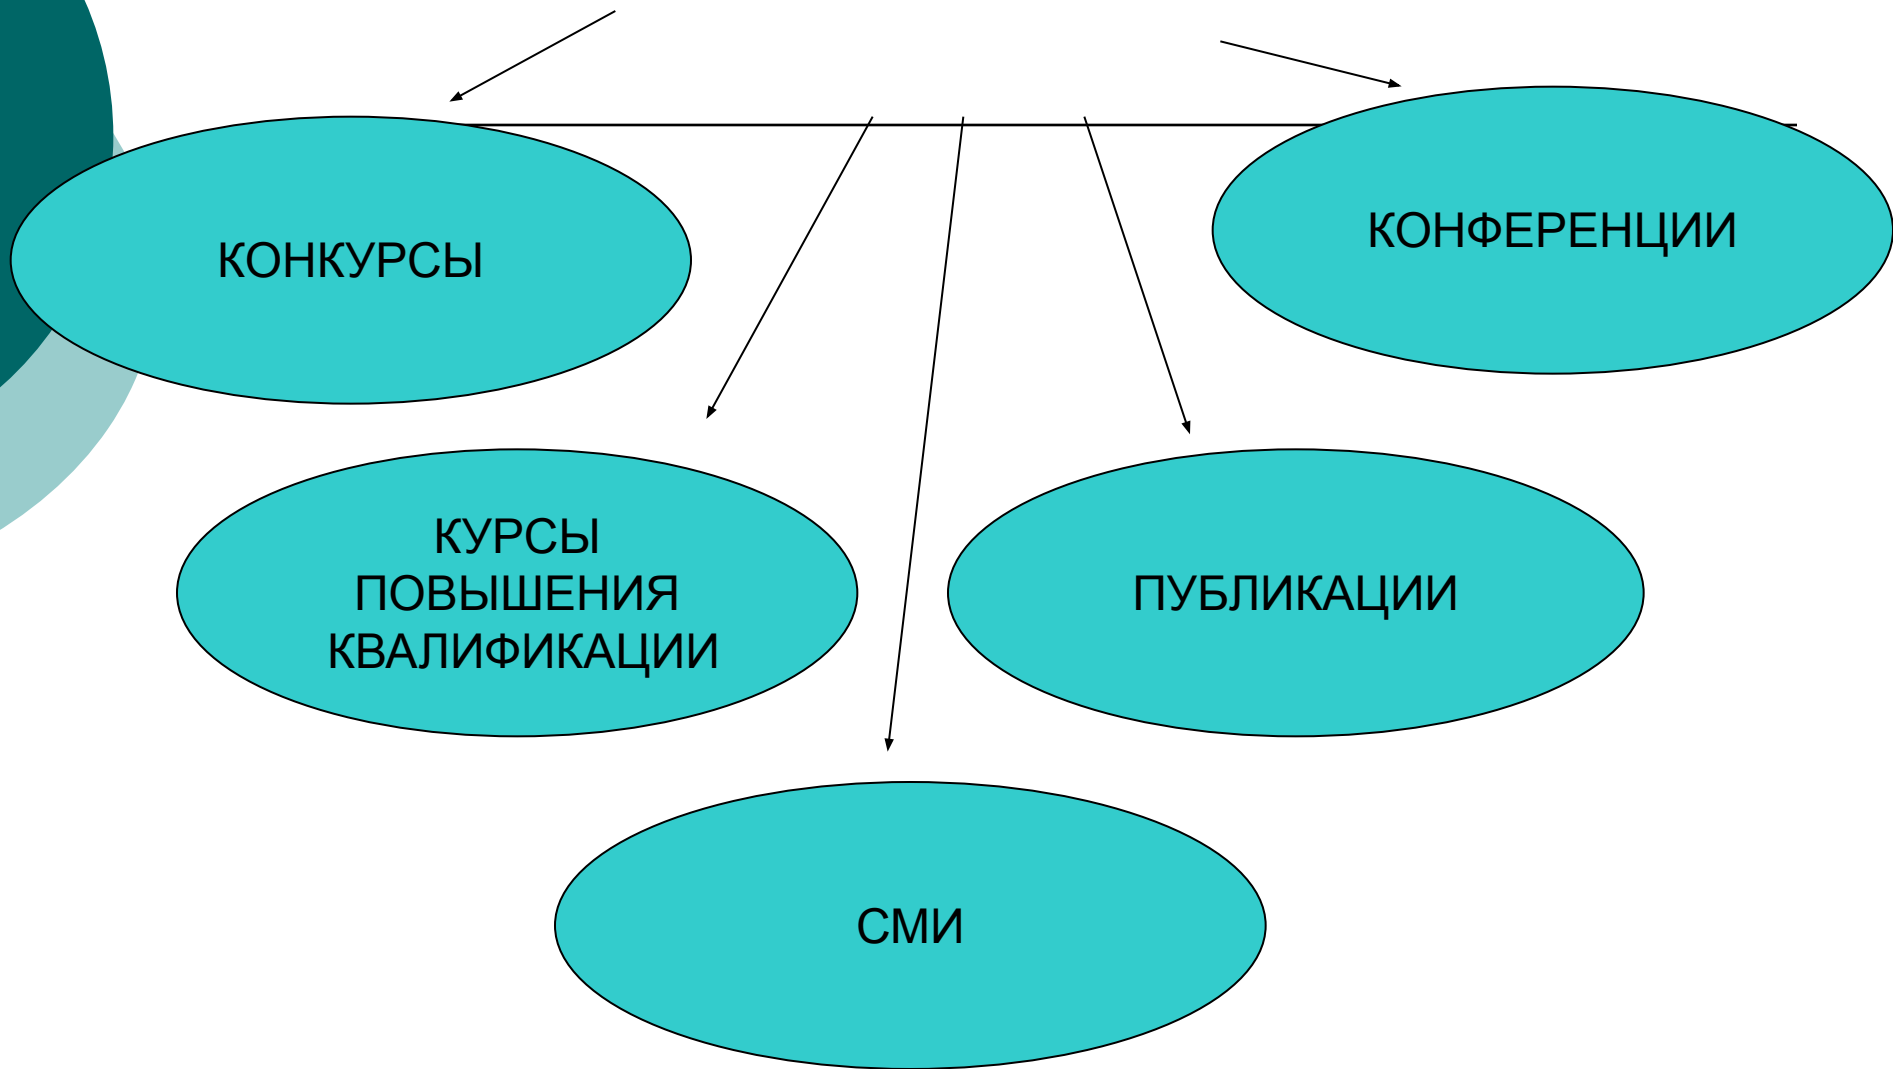 КОНКУРСЫ
КОНФЕРЕНЦИИ
КУРСЫ
ПОВЫШЕНИЯ
КВАЛИФИКАЦИИ
ПУБЛИКАЦИИ
СМИ